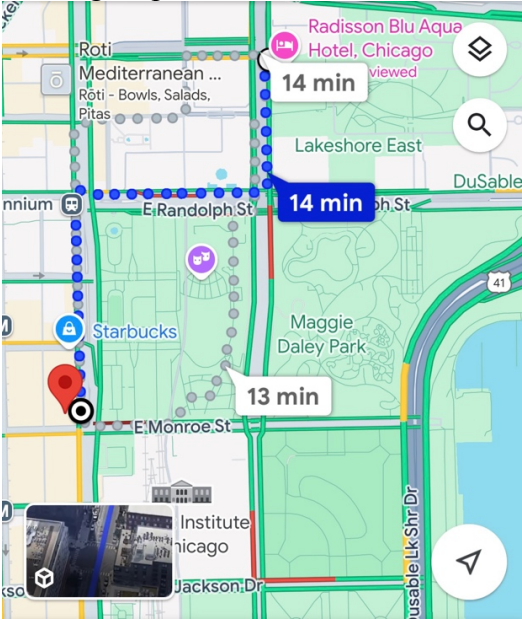 Roti
Mediterranean ...
Roti - Bowls, Salads,
Pitas
Radisson Blu Aqua
Hotel, Chicago
viewed
14 min
Lakeshore East
DuSable
nnium
E Randolph St
ph St
14 min
41
Starbucks
Maggie
Daley Park
13 min
E Monroe St
Institute
hicago
Jackson Dr
Dusable Lk Shr Dr